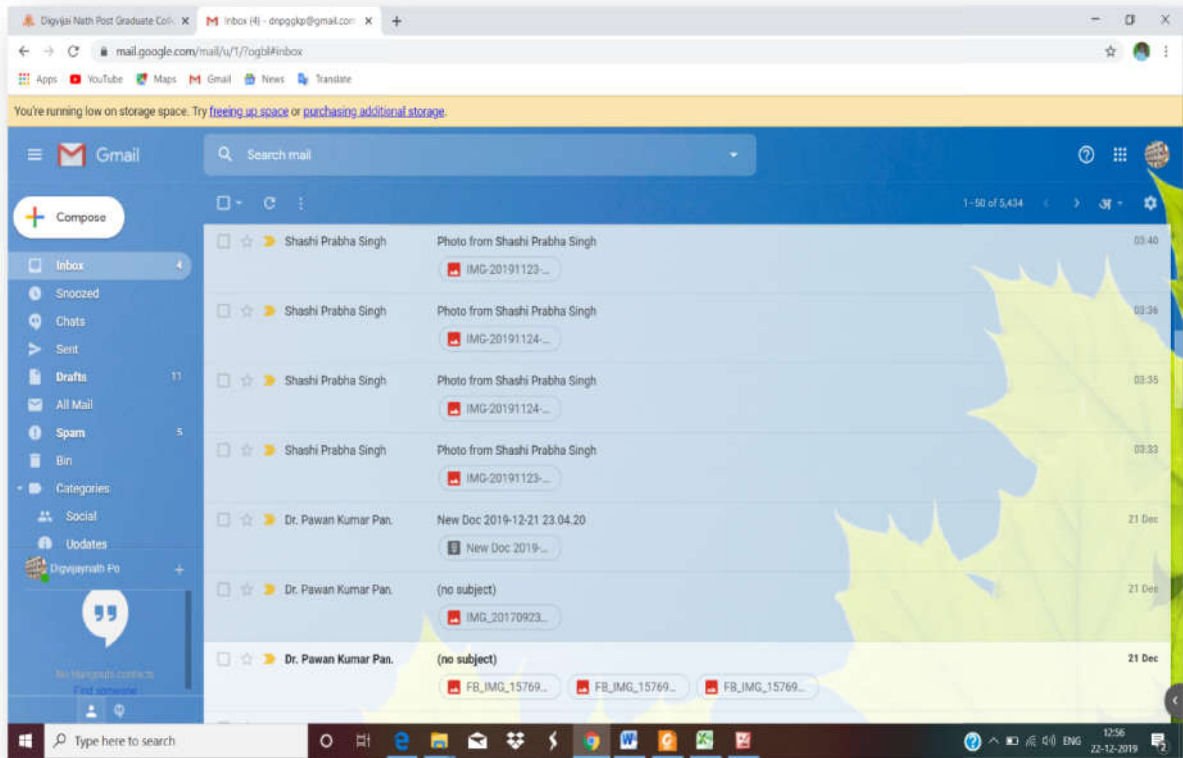 Digvijai Nath Post Graduate Coll
Inbox (4) - dnpggkp@gmail.com
mail.google.com/mail/u/1/?ogbl#inbox
Apps YouTube Maps Gmail News Translate
You're running low on storage space. Try freeing up space or purchasing additional storage.
Gmail Search mail
Compose 1-50 of 5,434 अ
Shashi Prabha Singh Photo from Shashi Prabha Singh 03:40
IMG-20191123-...
Inbox 4
Snoozed
Chats
Sent
Drafts 11
All Mail
Spam 5
Bin
Categories
Social
Updates
Digvijaynath Po
No Hangouts contacts
Find someone
Shashi Prabha Singh Photo from Shashi Prabha Singh 03:36
IMG-20191124-...
Shashi Prabha Singh Photo from Shashi Prabha Singh 03:35
IMG-20191124-...
Shashi Prabha Singh Photo from Shashi Prabha Singh 03:33
IMG-20191123-...
Dr. Pawan Kumar Pan. New Doc 2019-12-21 23.04.20 21 Dec
New Doc 2019-...
Dr. Pawan Kumar Pan. (no subject) 21 Dec
IMG_20170923...
Dr. Pawan Kumar Pan. (no subject) 21 Dec
FB_IMG_15769... FB_IMG_15769... FB_IMG_15769...
Type here to search ENG 12:56
22-12-2019